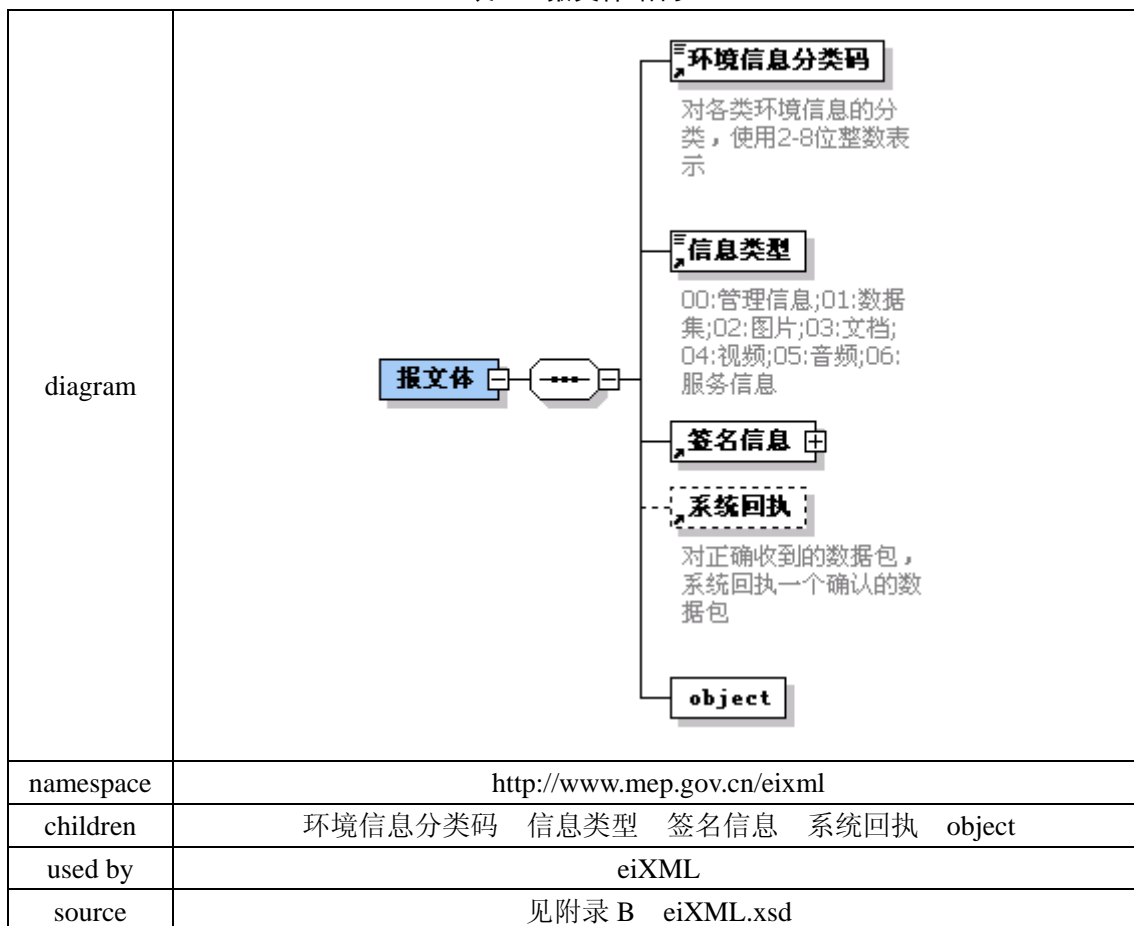 diagram
报文体
环境信息分类码
对各类环境信息的分
类，使用2-8位整数表
示
信息类型
00:管理信息;01:数据
集;02:图片;03:文档;
04:视频;05:音频;06:
服务信息
签名信息
系统回执
对正确收到的数据包，
系统回执一个确认的数
据包
object
namespace http://www.mep.gov.cn/eixml
children 环境信息分类码 信息类型 签名信息 系统回执 object
used by eiXML
source 见附录 B eiXML.xsd